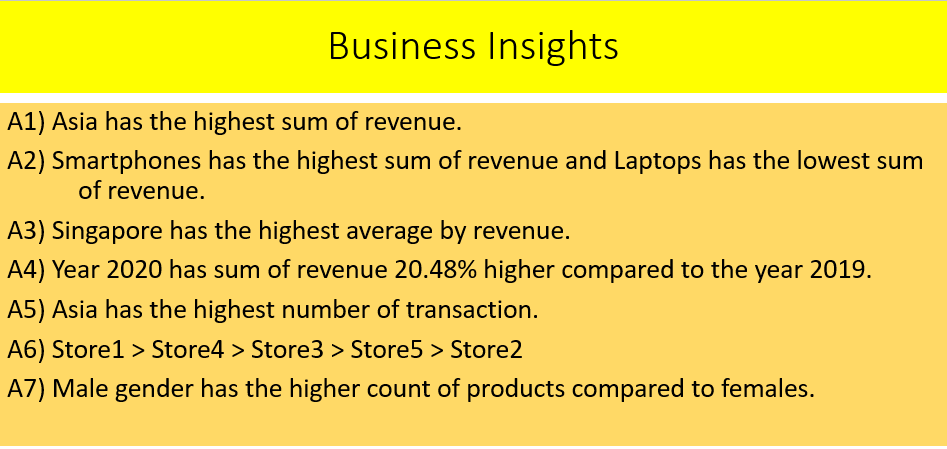 Business Insights
A1) Asia has the highest sum of revenue.
A2) Smartphones has the highest sum of revenue and Laptops has the lowest sum
of revenue.
A3) Singapore has the highest average by revenue.
A4) Year 2020 has sum of revenue 20.48% higher compared to the year 2019.
A5) Asia has the highest number of transaction.
A6) Store1 > Store4 > Store3 > Store5 > Store2
A7) Male gender has the higher count of products compared to females.